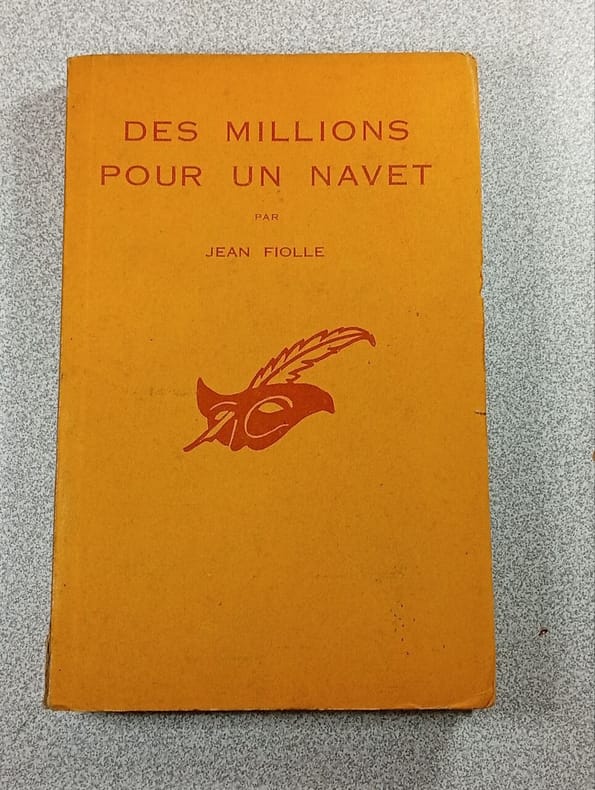 DES MILLIONS
POUR UN NAVET
PAR
JEAN FIOLLE